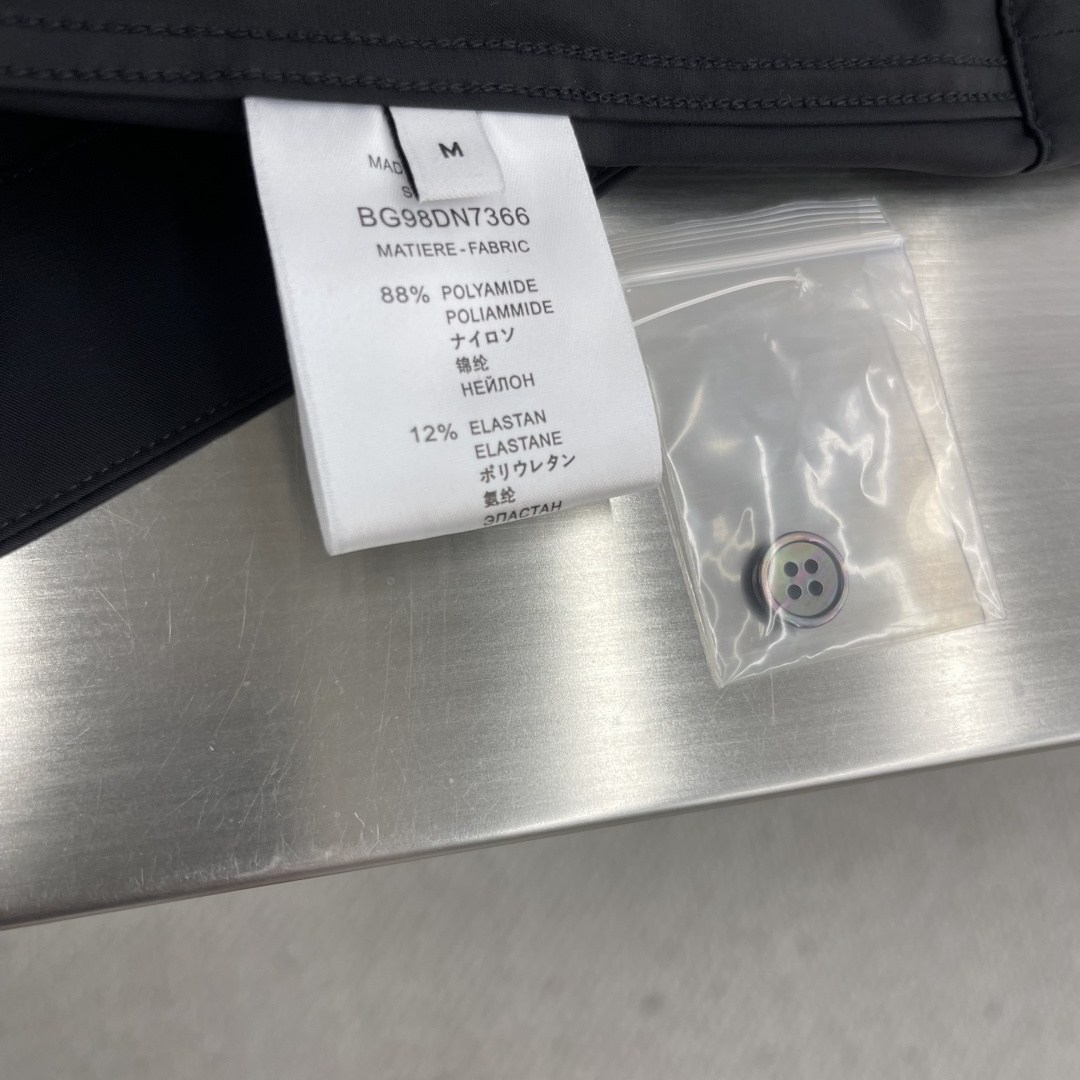 M
MAD
S
BG98DN7366
MATIERE-FABRIC
88% POLYAMIDE
POLIAMMIDE
ナイロソ
锦纶
НЕЙЛОН
12% ELASTAN
ELASTANE
ポリウレタン
氨纶
ЭЛАСТАН